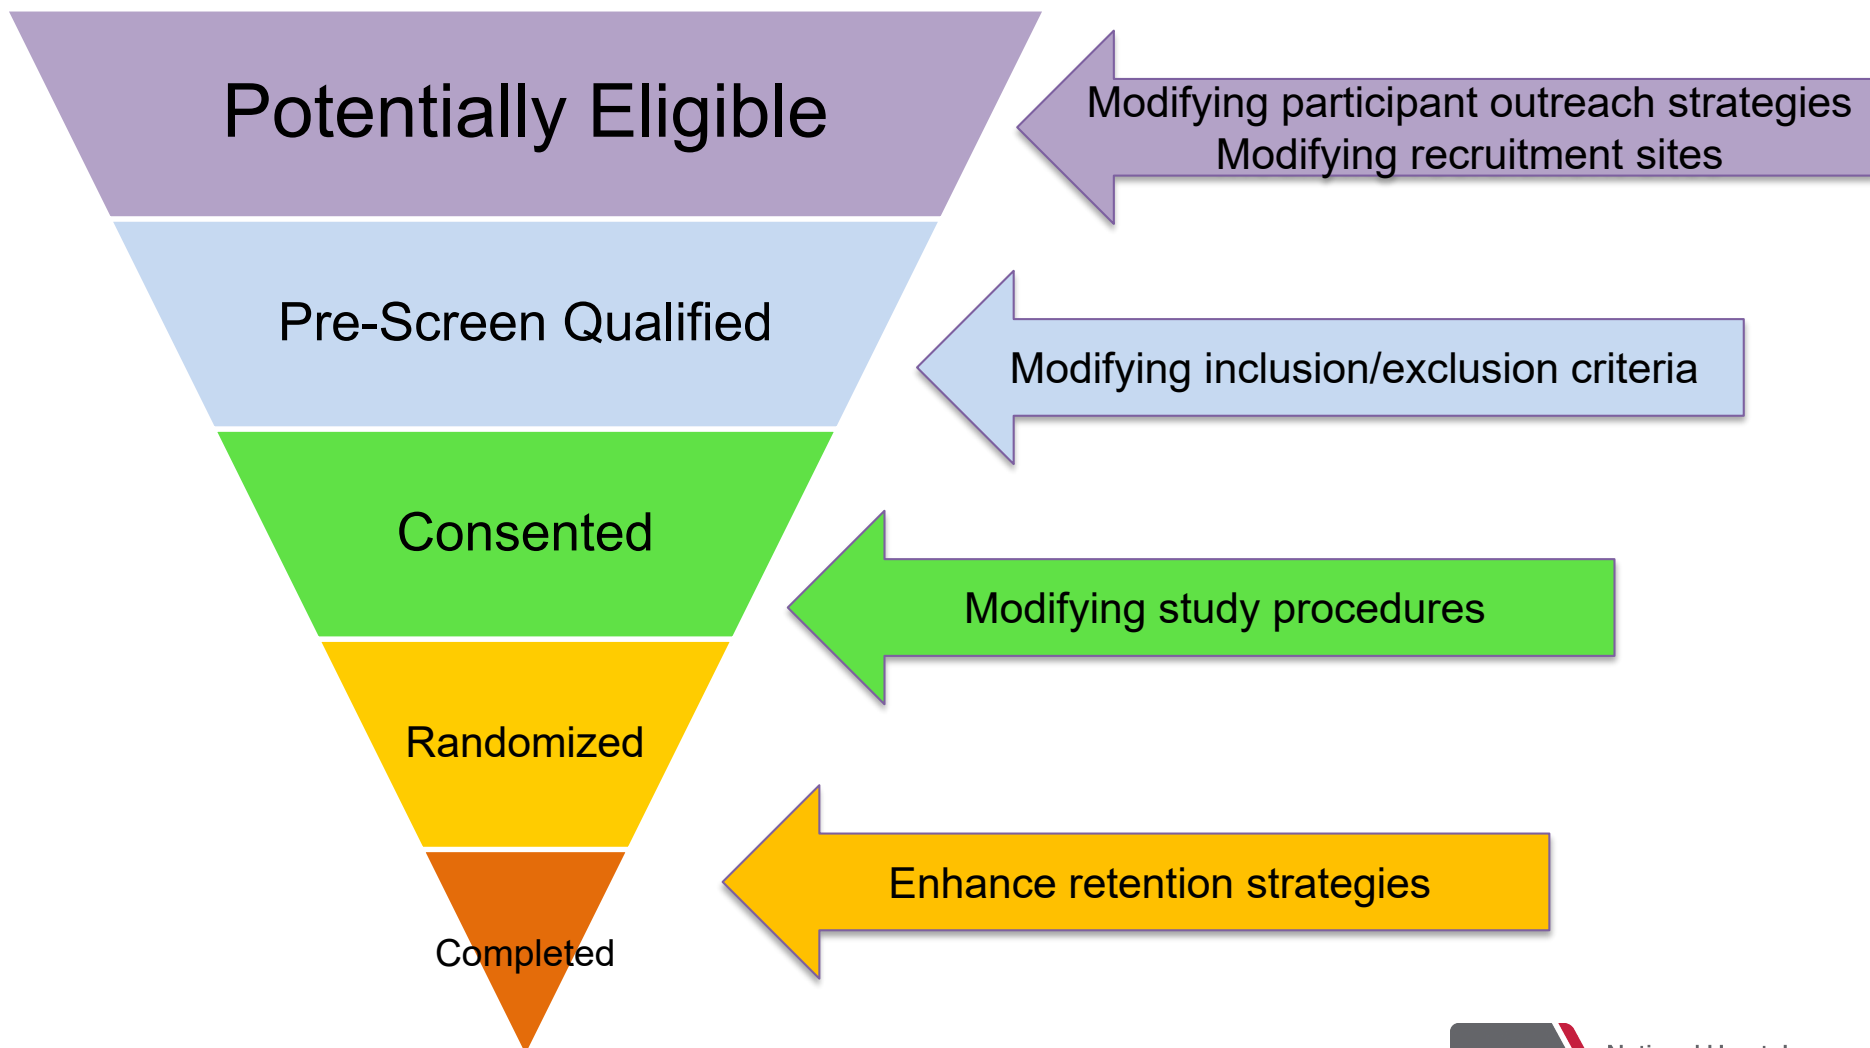 Potentially Eligible
Modifying participant outreach strategies
Modifying recruitment sites
Pre-Screen Qualified
Modifying inclusion/exclusion criteria
Consented
Modifying study procedures
Randomized
Enhance retention strategies
Completed